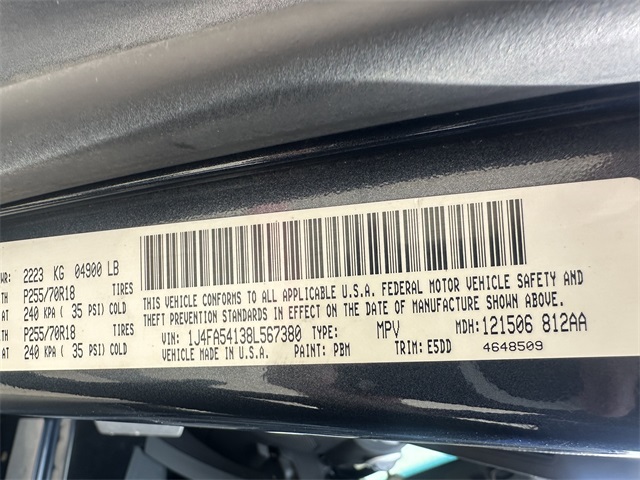 WR: 2223 KG 04900 LB
TH P255/70R18 TIRES
AT 240 KPA ( 35 PSI) COLD
TH P255/70R18 TIRES
AT 240 KPA ( 35 PSI) COLD
THIS VEHICLE CONFORMS TO ALL APPLICABLE U.S.A. FEDERAL MOTOR VEHICLE SAFETY AND
THEFT PREVENTION STANDARDS IN EFFECT ON THE DATE OF MANUFACTURE SHOWN ABOVE.
VIN: 1J4FA54138L567380 TYPE: MPV MDH: 121506 812AA
VEHICLE MADE IN U.S.A. PAINT: PBM TRIM: E5DD 4648509